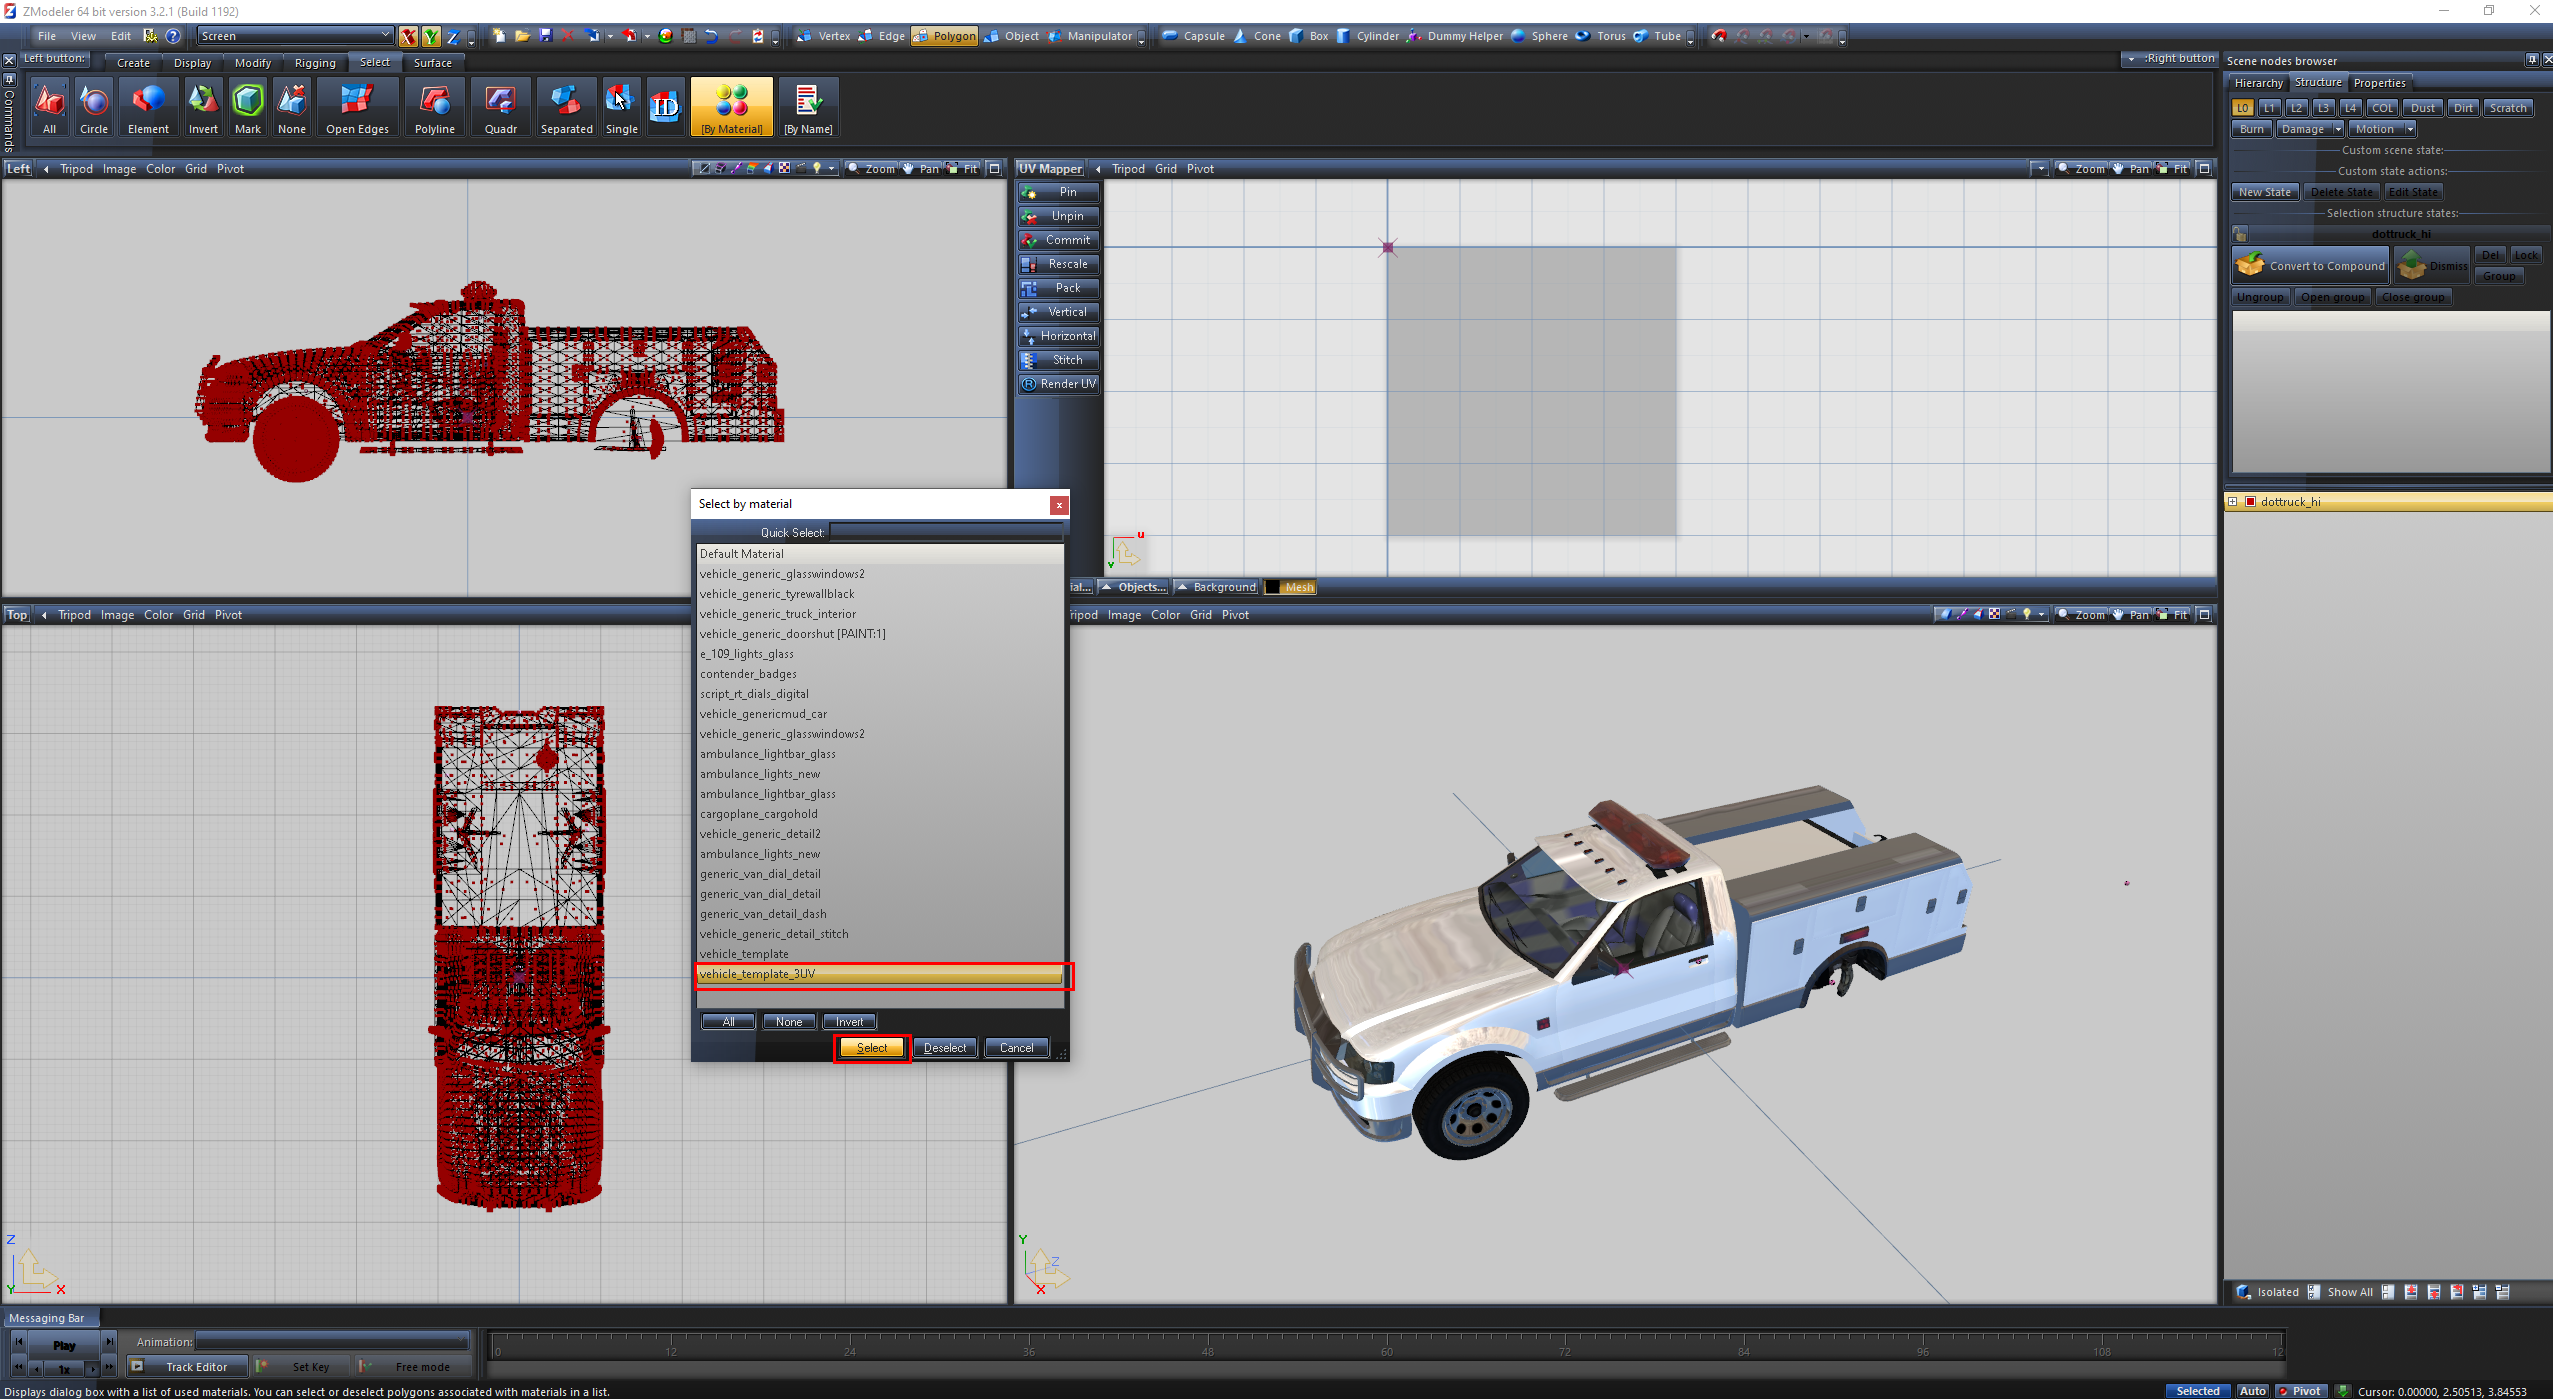 ZModeler 64 bit version 3.2.1 (Build 1192)
File View Edit Screen X Y Z Vertex Edge Polygon Object Manipulator Capsule Cone Box Cylinder Dummy Helper Sphere Torus Tube
Left button: Create Display Modify Rigging Select Surface :Right button
Commands
All Circle Element Invert Mark None Open Edges Polyline Quadr Separated Single ID [By Material] [By Name]
Scene nodes browser
Hierarchy Structure Properties
L0 L1 L2 L3 L4 COL Dust Dirt Scratch
Burn Damage Motion
Custom scene state:
Custom state actions:
New State Delete State Edit State
Selection structure states:
dottruck_hi
Convert to Compound Dismiss Del Lock
Group
Ungroup Open group Close group
dottruck_hi
Isolated Show All
Left Tripod Image Color Grid Pivot Zoom Pan Fit
UV Mapper Tripod Grid Pivot Zoom Pan Fit
Pin
Unpin
Commit
Rescale
Pack
Vertical
Horizontal
Stitch
R Render UV
u
v
ial... Objects... Background Mesh
Top Tripod Image Color Grid Pivot
ripod Image Color Grid Pivot Zoom Pan Fit
Select by material x
Quick Select:
Default Material
vehicle_generic_glasswindows2
vehicle_generic_tyrewallblack
vehicle_generic_truck_interior
vehicle_generic_doorshut [PAINT:1]
e_109_lights_glass
contender_badges
script_rt_dials_digital
vehicle_genericmud_car
vehicle_generic_glasswindows2
ambulance_lightbar_glass
ambulance_lights_new
ambulance_lightbar_glass
cargoplane_cargohold
vehicle_generic_detail2
ambulance_lights_new
generic_van_dial_detail
generic_van_dial_detail
generic_van_detail_dash
vehicle_generic_detail_stitch
vehicle_template
vehicle_template_3UV
All None Invert
Select Deselect Cancel
Z
Y X
Y
Z
X
Messaging Bar
Play Animation:
1x Track Editor Set Key Free mode
0 12 24 36 48 60 72 84 96 108 12
Displays dialog box with a list of used materials. You can select or deselect polygons associated with materials in a list.
Selected Auto Pivot Cursor: 0.00000, 2.50513, 3.84553